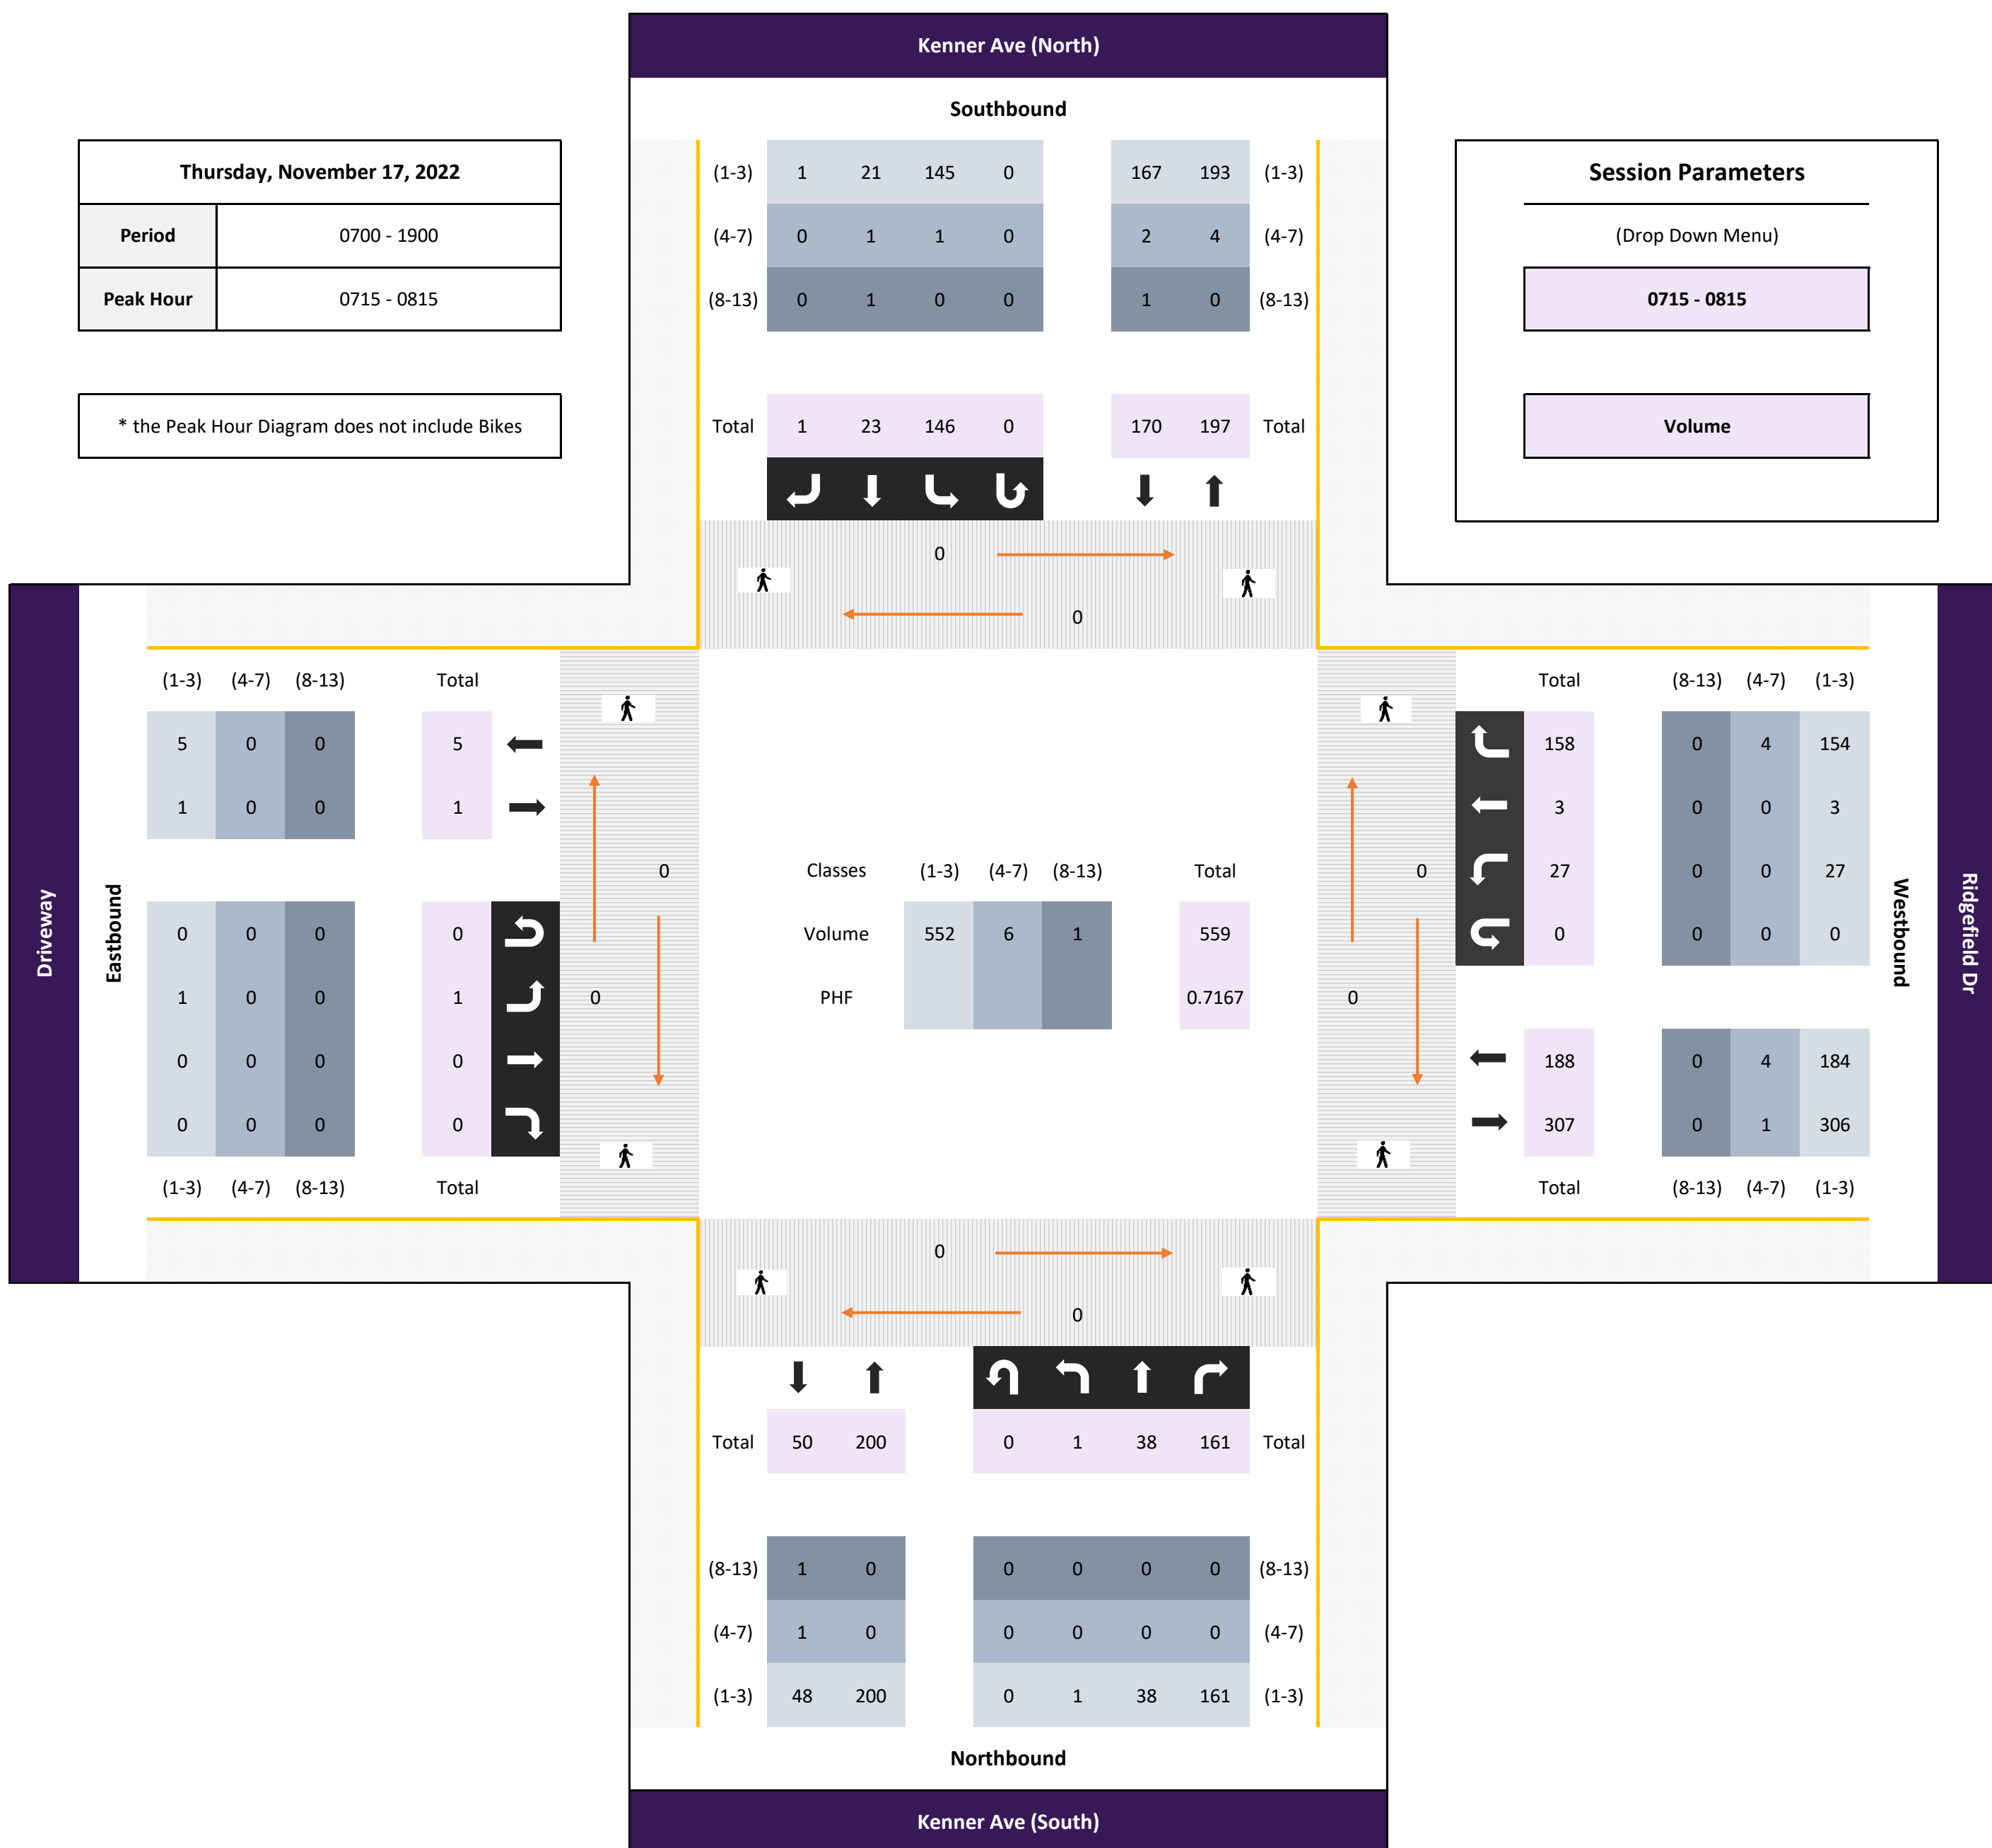 Kenner Ave (North)
Southbound
Thursday, November 17, 2022
Period 0700 - 1900
Peak Hour 0715 - 0815
* the Peak Hour Diagram does not include Bikes
Session Parameters
(Drop Down Menu)
0715 - 0815
Volume
(1-3) 1 21 145 0 167 193 (1-3)
(4-7) 0 1 1 0 2 4 (4-7)
(8-13) 0 1 0 0 1 0 (8-13)
Total 1 23 146 0 170 197 Total
0
0
Driveway
Eastbound
(1-3) (4-7) (8-13) Total
5 0 0 5
1 0 0 1
0 0 0 0
1 0 0 1
0 0 0 0
0 0 0 0
(1-3) (4-7) (8-13) Total
0
0
Classes (1-3) (4-7) (8-13) Total
Volume 552 6 1 559
PHF 0.7167
0
0
Total (8-13) (4-7) (1-3)
158 0 4 154
3 0 0 3
27 0 0 27
0 0 0 0
188 0 4 184
307 0 1 306
Total (8-13) (4-7) (1-3)
Westbound
Ridgefield Dr
0
0
Total 50 200 0 1 38 161 Total
(8-13) 1 0 0 0 0 0 (8-13)
(4-7) 1 0 0 0 0 0 (4-7)
(1-3) 48 200 0 1 38 161 (1-3)
Northbound
Kenner Ave (South)